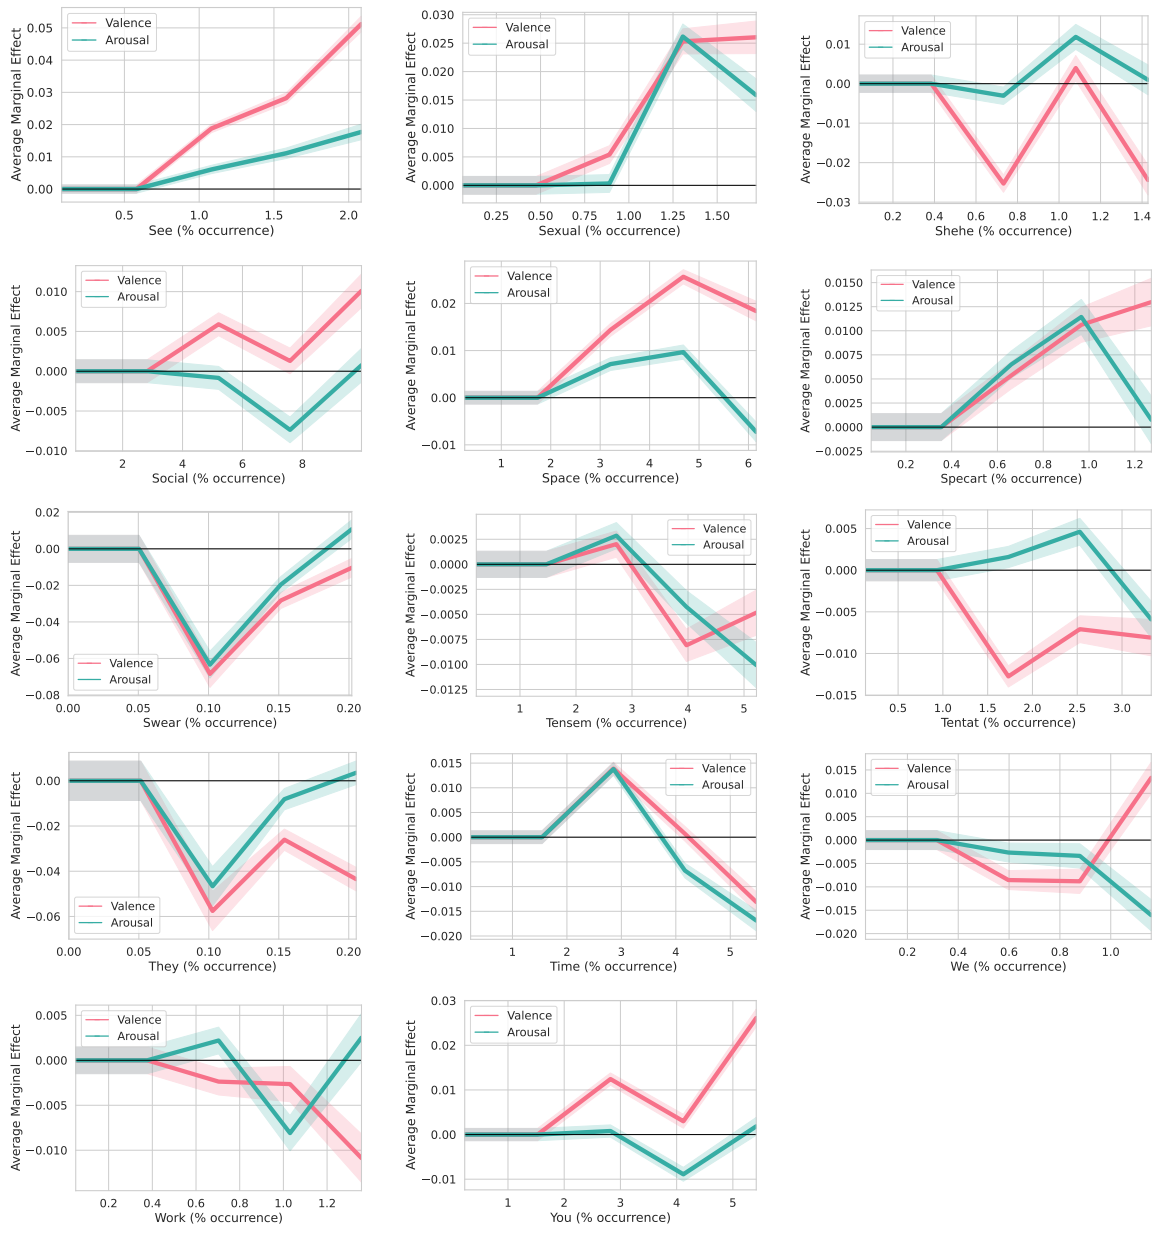 Average Marginal Effect
0.05
0.04
0.03
0.02
0.01
0.00
Valence
Arousal
0.5 1.0 1.5 2.0
See (% occurrence)
Average Marginal Effect
0.030
0.025
0.020
0.015
0.010
0.005
0.000
Valence
Arousal
0.25 0.50 0.75 1.00 1.25 1.50
Sexual (% occurrence)
Average Marginal Effect
0.01
0.00
−0.01
−0.02
−0.03
Valence
Arousal
0.2 0.4 0.6 0.8 1.0 1.2 1.4
Shehe (% occurrence)
Average Marginal Effect
0.010
0.005
0.000
−0.005
−0.010
Valence
Arousal
2 4 6 8
Social (% occurrence)
Average Marginal Effect
0.02
0.01
0.00
−0.01
Valence
Arousal
1 2 3 4 5 6
Space (% occurrence)
Average Marginal Effect
0.0150
0.0125
0.0100
0.0075
0.0050
0.0025
0.0000
−0.0025
Valence
Arousal
0.2 0.4 0.6 0.8 1.0 1.2
Specart (% occurrence)
Average Marginal Effect
0.02
0.00
−0.02
−0.04
−0.06
−0.08
Valence
Arousal
0.00 0.05 0.10 0.15 0.20
Swear (% occurrence)
Average Marginal Effect
0.0025
0.0000
−0.0025
−0.0050
−0.0075
−0.0100
−0.0125
Valence
Arousal
1 2 3 4 5
Tensem (% occurrence)
Average Marginal Effect
0.005
0.000
−0.005
−0.010
−0.015
Valence
Arousal
0.5 1.0 1.5 2.0 2.5 3.0
Tentat (% occurrence)
Average Marginal Effect
0.00
−0.02
−0.04
−0.06
Valence
Arousal
0.00 0.05 0.10 0.15 0.20
They (% occurrence)
Average Marginal Effect
0.015
0.010
0.005
0.000
−0.005
−0.010
−0.015
−0.020
Valence
Arousal
1 2 3 4 5
Time (% occurrence)
Average Marginal Effect
0.015
0.010
0.005
0.000
−0.005
−0.010
−0.015
−0.020
Valence
Arousal
0.2 0.4 0.6 0.8 1.0
We (% occurrence)
Average Marginal Effect
0.005
0.000
−0.005
−0.010
Valence
Arousal
0.2 0.4 0.6 0.8 1.0 1.2
Work (% occurrence)
Average Marginal Effect
0.03
0.02
0.01
0.00
−0.01
Valence
Arousal
1 2 3 4 5
You (% occurrence)